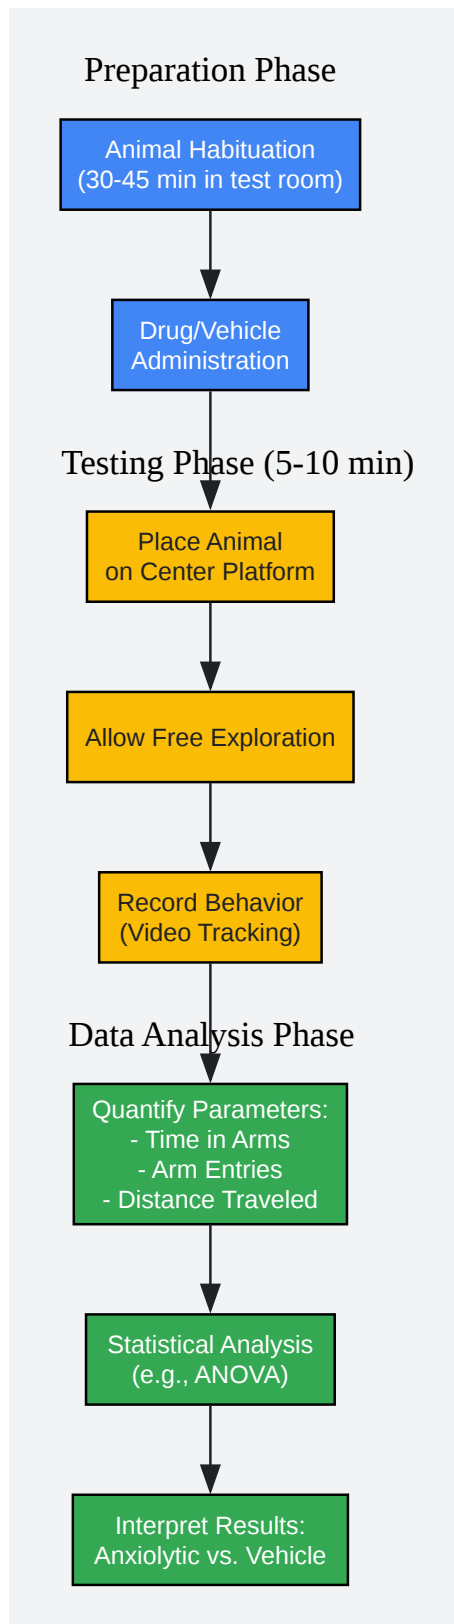 Preparation Phase
Animal Habituation
(30-45 min in test room)
Drug/Vehicle
Administration
Testing Phase (5-10 min)
Place Animal
on Center Platform
Allow Free Exploration
Record Behavior
(Video Tracking)
Data Analysis Phase
Quantify Parameters:
- Time in Arms
- Arm Entries
- Distance Traveled
Statistical Analysis
(e.g., ANOVA)
Interpret Results:
Anxiolytic vs. Vehicle